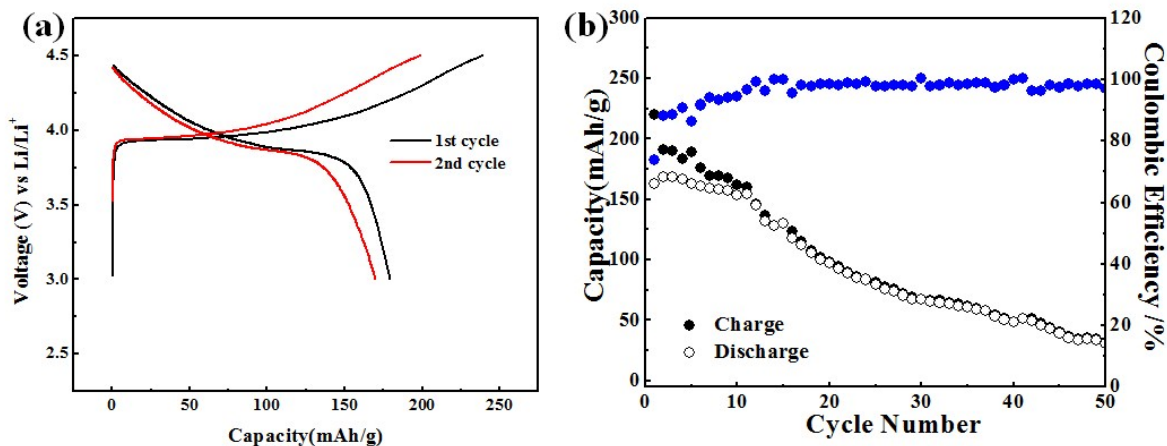 (a)
4.5
4.0
3.5
3.0
2.5
Voltage (V) vs Li/Li+
0 50 100 150 200 250
Capacity(mAh/g)
1st cycle
2nd cycle
(b)
300
250
200
150
100
50
0
Capacity(mAh/g)
0 10 20 30 40 50
Cycle Number
Charge
Discharge
120
100
80
60
40
20
0
Coulombic Efficiency /%